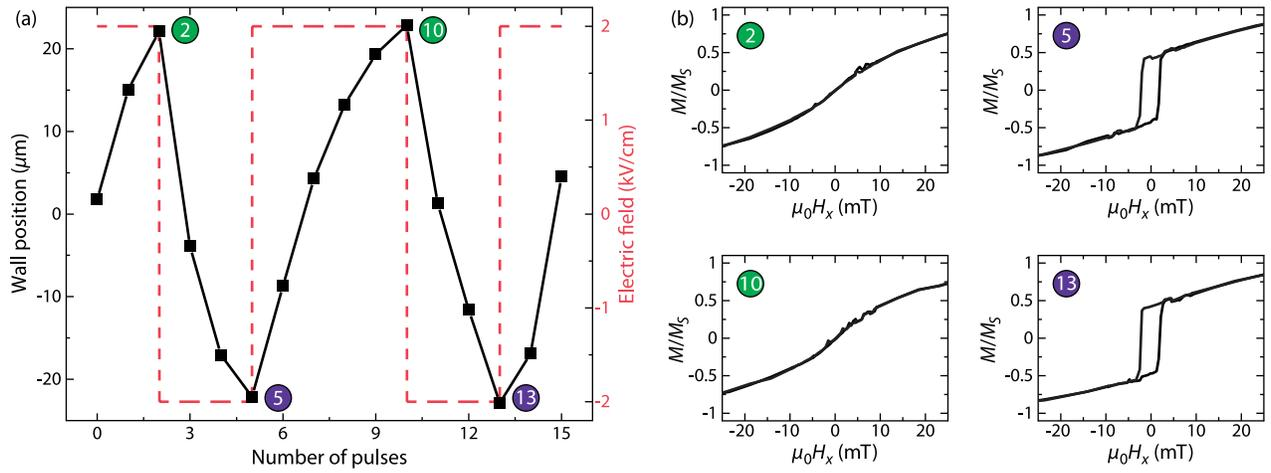 (a)
Wall position (μm)
20
10
0
-10
-20
2
10
5
13
2
1
0
-1
-2
Electric field (kV/cm)
0 3 6 9 12 15
Number of pulses
(b)
2
M/MS
1
0.5
0
-0.5
-1
-20 -10 0 10 20
μ0Hx (mT)
5
M/MS
1
0.5
0
-0.5
-1
-20 -10 0 10 20
μ0Hx (mT)
10
M/MS
1
0.5
0
-0.5
-1
-20 -10 0 10 20
μ0Hx (mT)
13
M/MS
1
0.5
0
-0.5
-1
-20 -10 0 10 20
μ0Hx (mT)